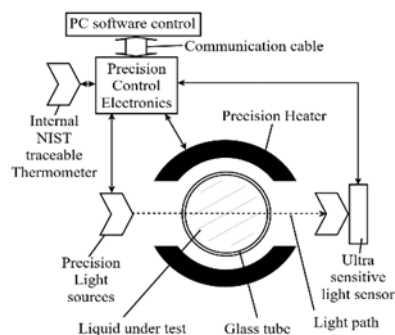 PC software control
Communication cable
Precision
Control
Electronics
Precision Heater
Internal
NIST
traceable
Thermometer
Precision
Light
sources
Ultra
sensitive
light sensor
Liquid under test
Glass tube
Light path